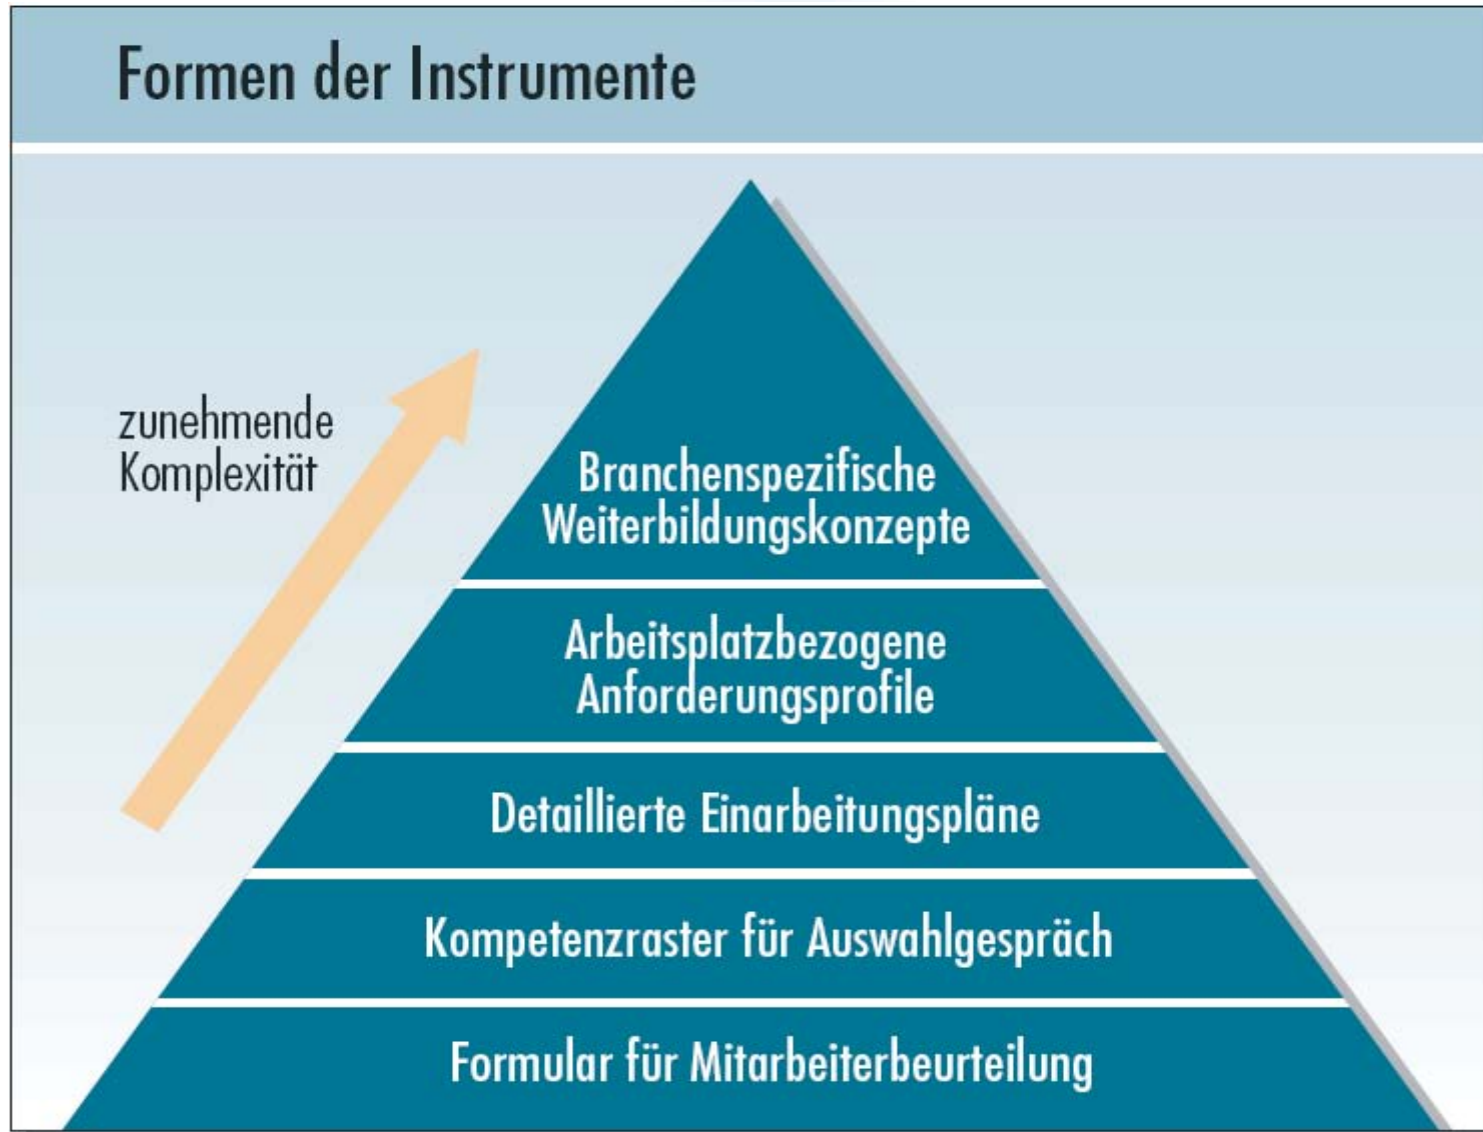 Formen der Instrumente
zunehmende
Komplexität
Branchenspezifische
Weiterbildungskonzepte
Arbeitsplatzbezogene
Anforderungsprofile
Detaillierte Einarbeitungspläne
Kompetenzraster für Auswahlgespräch
Formular für Mitarbeiterbeurteilung